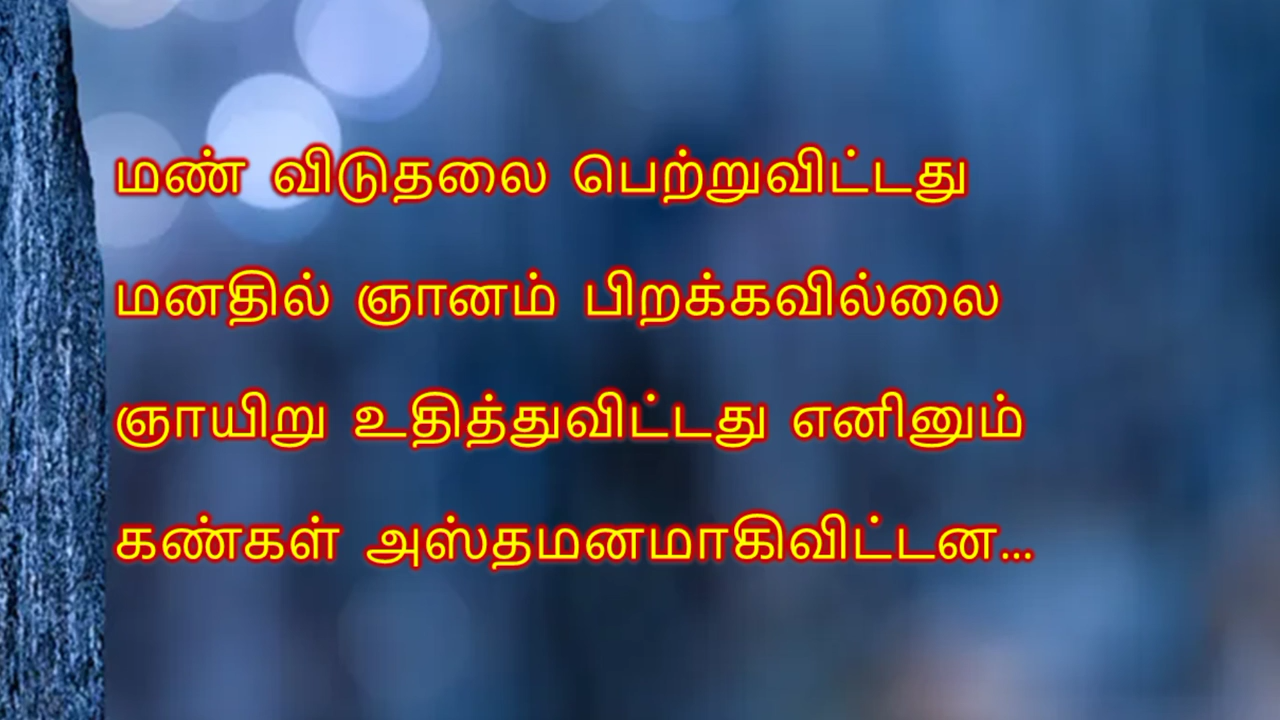 மண் விடுதலை பெற்றுவிட்டது
மனதில் ஞானம் பிறக்கவில்லை
ஞாயிறு உதித்துவிட்டது எனினும்
கண்கள் அஸ்தமனமாகிவிட்டன...